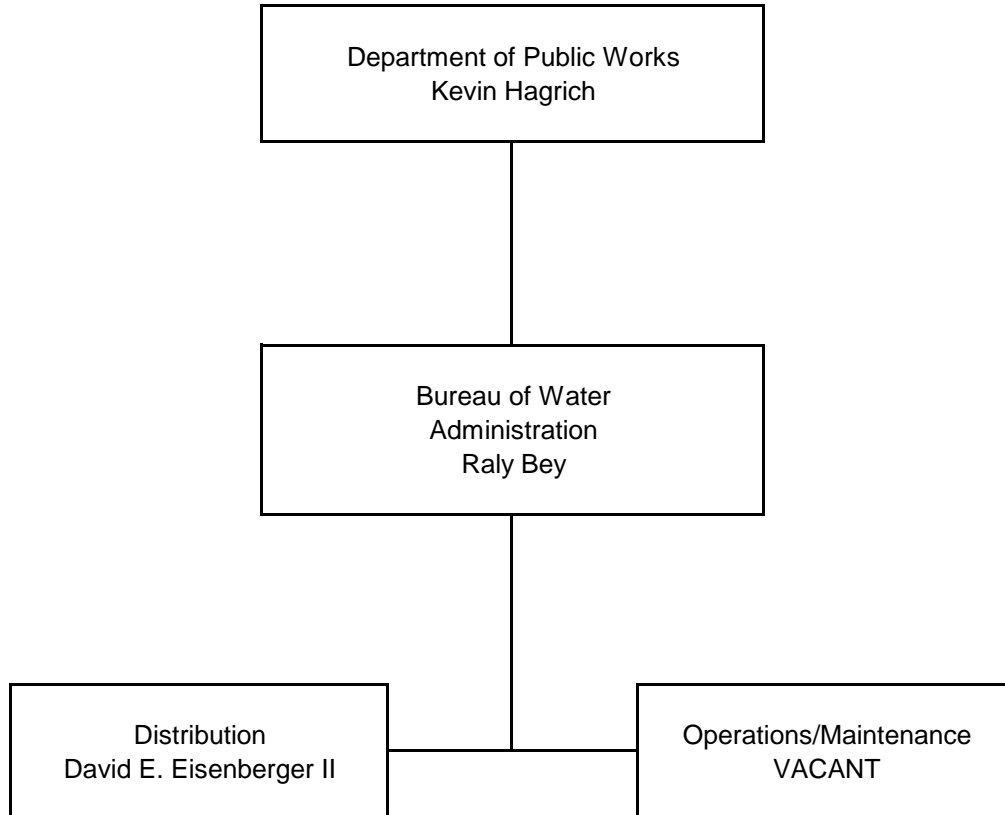 Department of Public Works
Kevin Hagrich
Bureau of Water
Administration
Raly Bey
Distribution
David E. Eisenberger II
Operations/Maintenance
VACANT